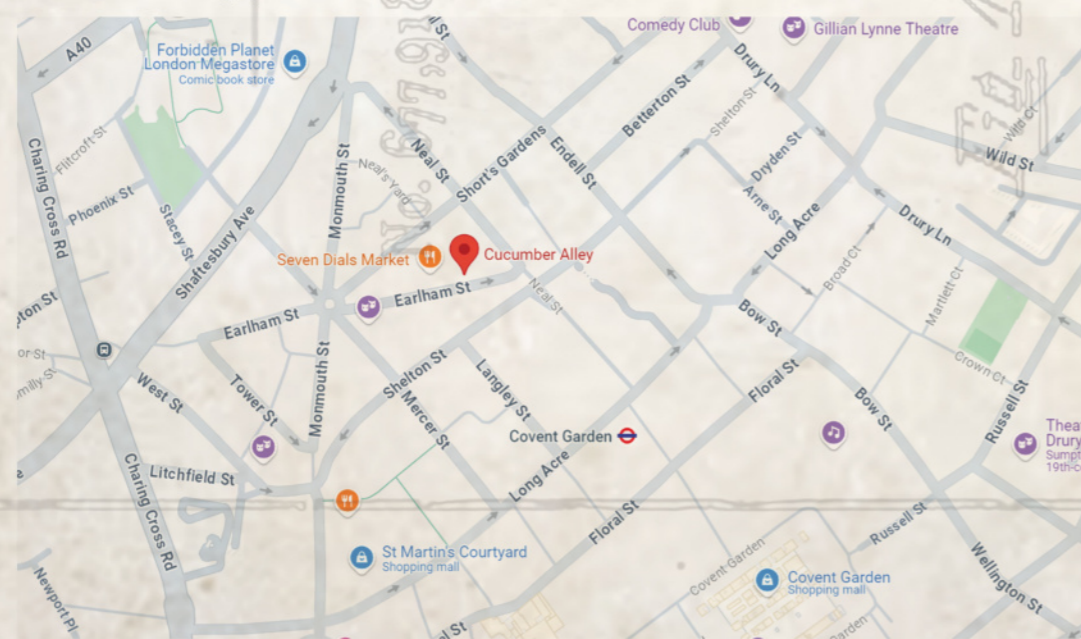 Comedy Club
Gillian Lynne Theatre
A40
Forbidden Planet
London Megastore
Comic book store
Drury Ln
Betterton St
Shelton St
Wild Ct
Wild St
Flitcroft St
Charing Cross Rd
Neal St
Short's Gardens
Endell St
Dryden St
Monmouth St
Neal's Yard
Phoenix St
Stacey St
Arne St
Long Acre
Drury Ln
Shaftesbury Ave
Seven Dials Market
Cucumber Alley
Broad Ct
Martlett Ct
Earlham St
Neal St
Earlham St
Bow St
Crown Ct
Shelton St
West St
Tower St
Monmouth St
Langley St
Mercer St
Floral St
Bow St
Russell St
Covent Garden
Litchfield St
Long Acre
Charing Cross Rd
Floral St
Russell St
St Martin's Courtyard
Shopping mall
Covent Garden
Covent Garden
Shopping mall
Wellington St
Newport Pl
Garden